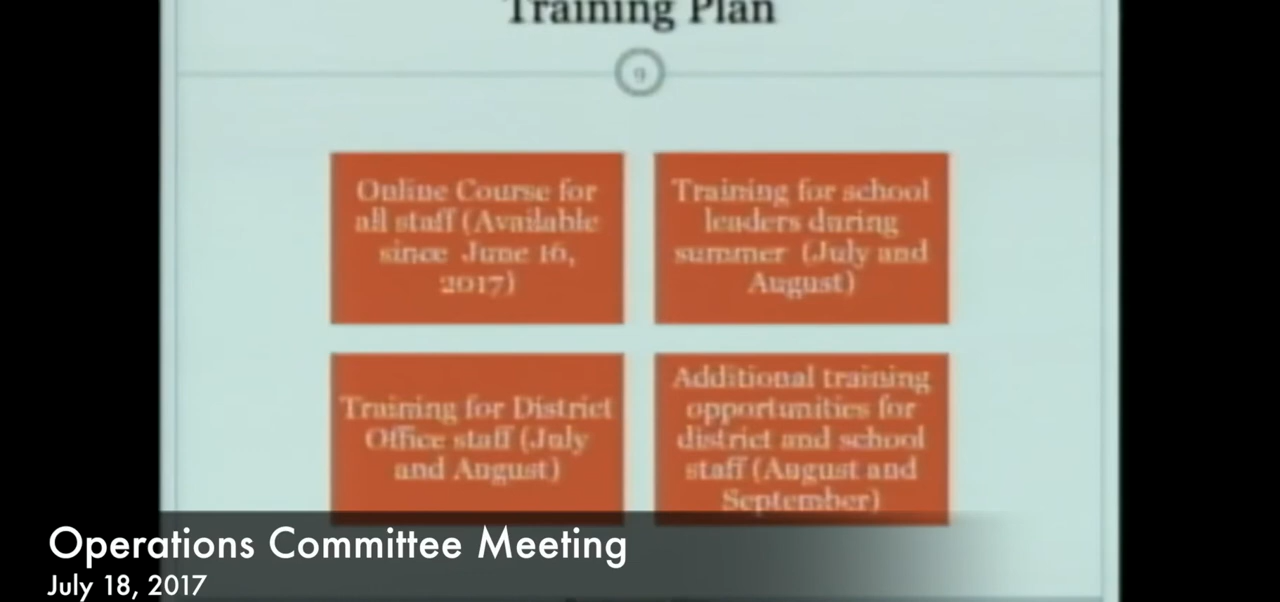 Training Plan
9
Online Course for
all staff (Available
since June 16,
2017)
Training for school
leaders during
summer (July and
August)
Training for District
Office staff (July
and August)
Additional training
opportunities for
district and school
staff (August and
September)
Operations Committee Meeting
July 18, 2017